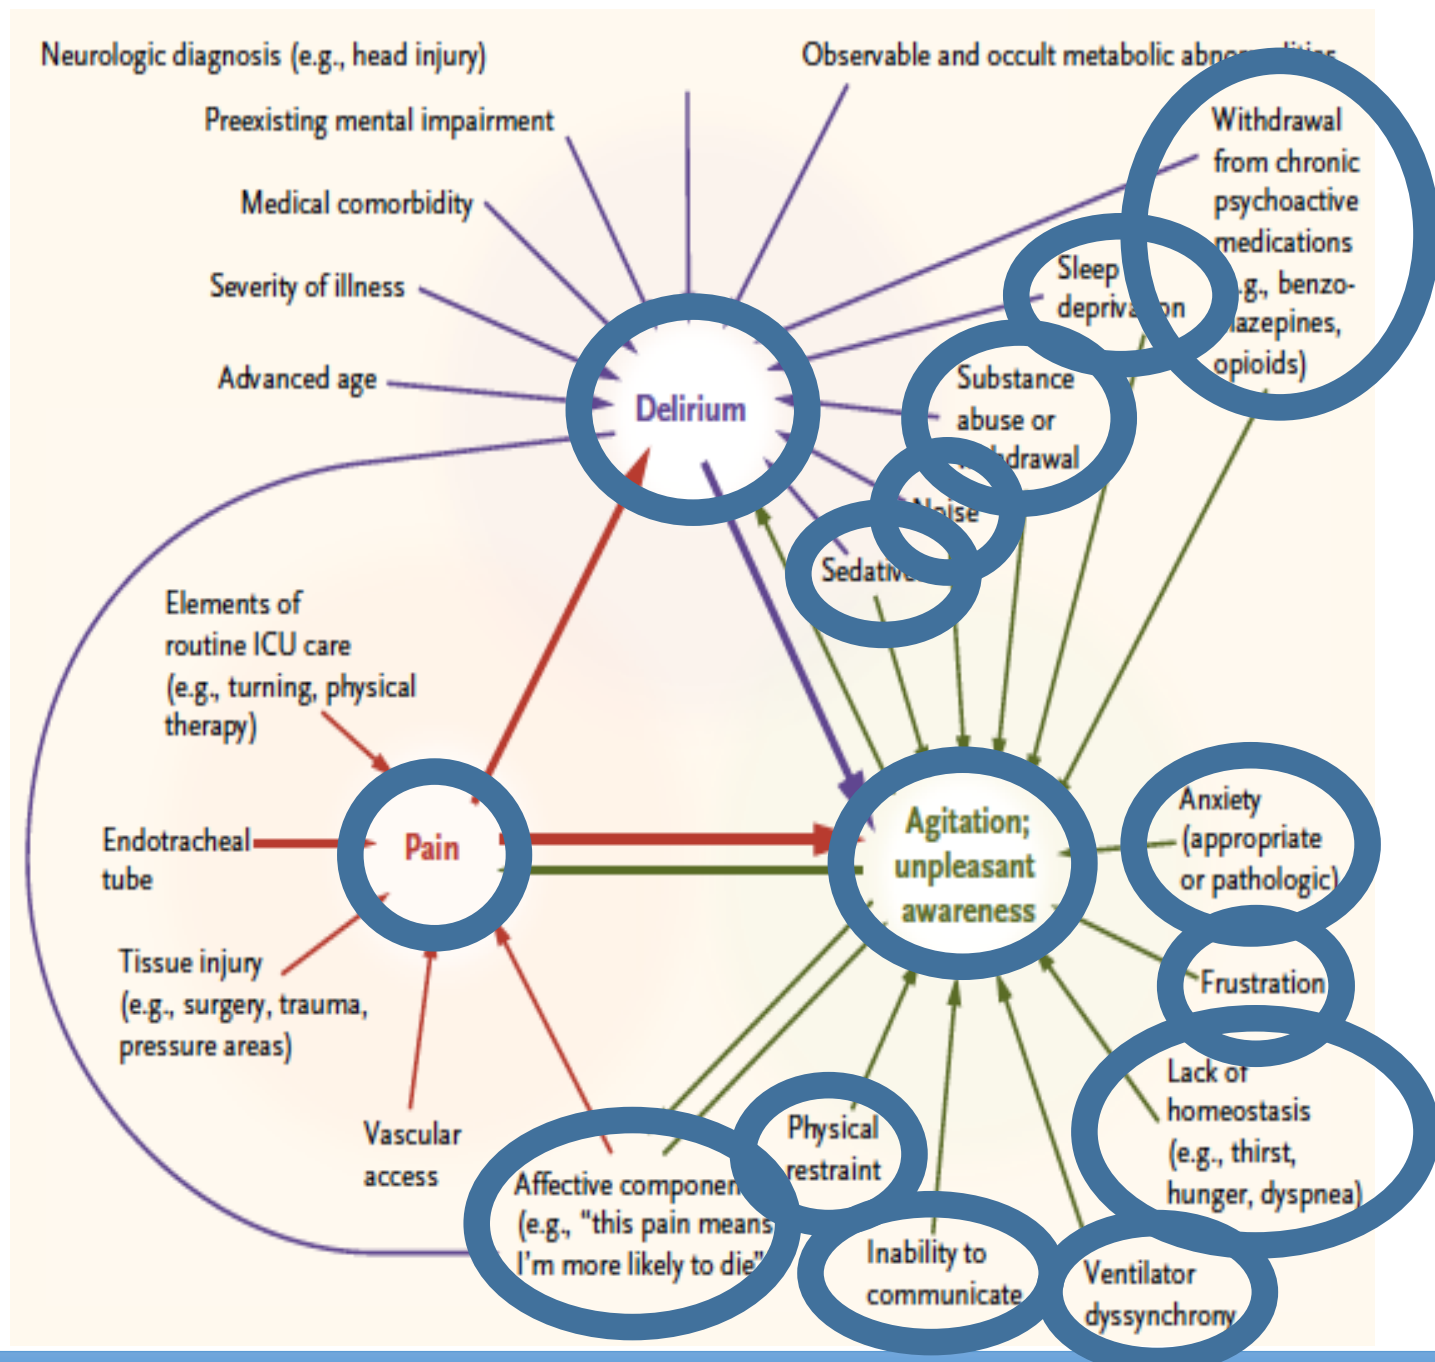 Neurologic diagnosis (e.g., head injury)
Observable and occult metabolic
Preexisting mental impairment
Withdrawal
from chronic
psychoactive
medications
benzo-
opioids)
Medical comorbidity
Sleep
Severity of illness
Advanced age
Substance
abuse or
Delirium
Noise
Elements of
routine ICU care
(e.g., turning, physical
therapy)
Endotracheal
tube
Pain
Agitation;
unpleasant
awareness
Anxiety
(appropriate
or pathologic)
Tissue injury
(e.g., surgery, trauma,
pressure areas)
Frustration
Lack of
homeostasis
(e.g., thirst,
hunger, dyspnea)
Vascular
access
Physical
restraint
Affective
(e.g., "this pain means
I'm more likely to die"
Inability to
communicate
Ventilator
dyssynchrony